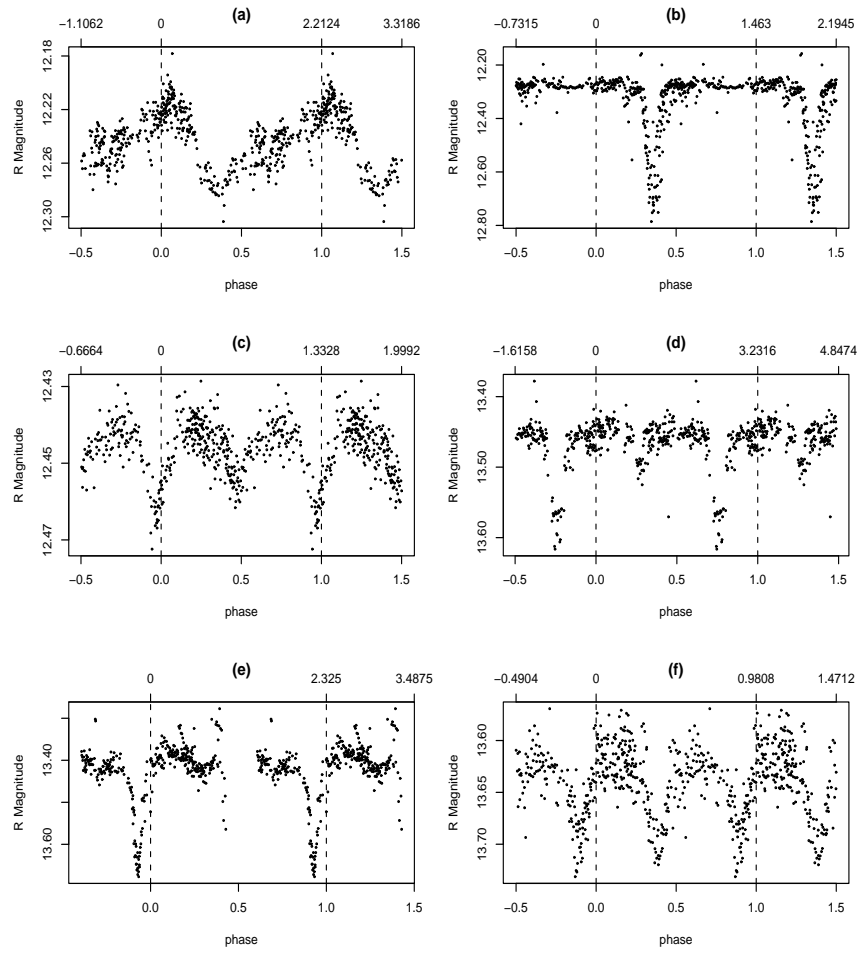 (a)
−1.1062 0 2.2124 3.3186
R Magnitude
12.18
12.22
12.26
12.30
−0.5 0.0 0.5 1.0 1.5
phase
(b)
−0.7315 0 1.463 2.1945
R Magnitude
12.20
12.40
12.60
12.80
−0.5 0.0 0.5 1.0 1.5
phase
(c)
−0.6664 0 1.3328 1.9992
R Magnitude
12.43
12.45
12.47
−0.5 0.0 0.5 1.0 1.5
phase
(d)
−1.6158 0 3.2316 4.8474
R Magnitude
13.40
13.50
13.60
−0.5 0.0 0.5 1.0 1.5
phase
(e)
0 2.325 3.4875
R Magnitude
13.40
13.60
0.0 0.5 1.0 1.5
phase
(f)
−0.4904 0 0.9808 1.4712
R Magnitude
13.60
13.65
13.70
−0.5 0.0 0.5 1.0 1.5
phase